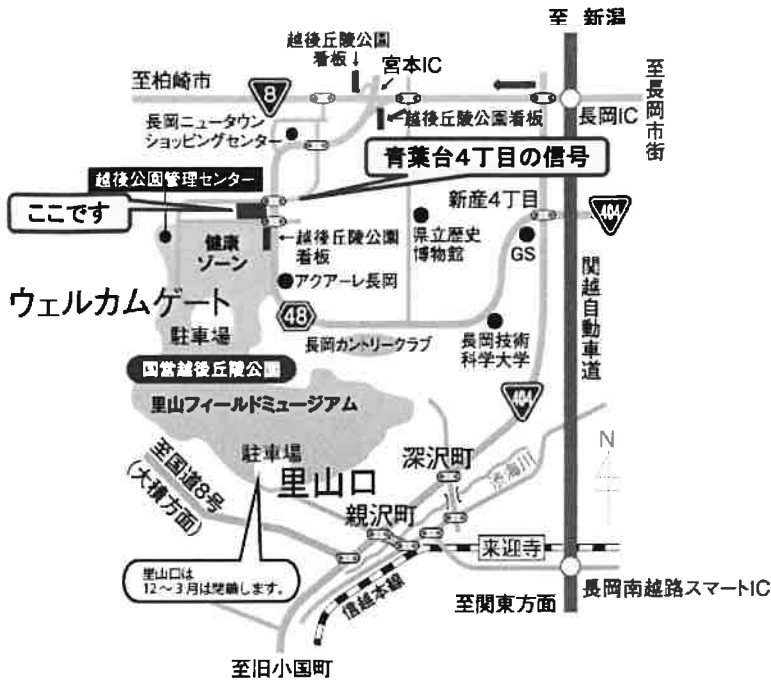 至 新潟
越後丘陵公園
看板↓
宮本IC
至柏崎市
8
至長岡市街
長岡IC
越後丘陵公園看板
長岡ニュータウン
ショッピングセンター
青葉台4丁目の信号
越後公園管理センター
ここです
新産4丁目
404
健康
ゾーン
←越後丘陵公園
看板
県立歴史
博物館
GS
アクアーレ長岡
関越自動車道
ウェルカムゲート
駐車場
48
長岡カントリークラブ
長岡技術
科学大学
国営越後丘陵公園
里山フィールドミュージアム
404
N
駐車場
深沢町
渋海川
至国道8号
(大積方面)
里山口
親沢町
来迎寺
里山口は
12~3月は閉鎖します。
信越本線
至関東方面
長岡南越路スマートIC
至旧小国町